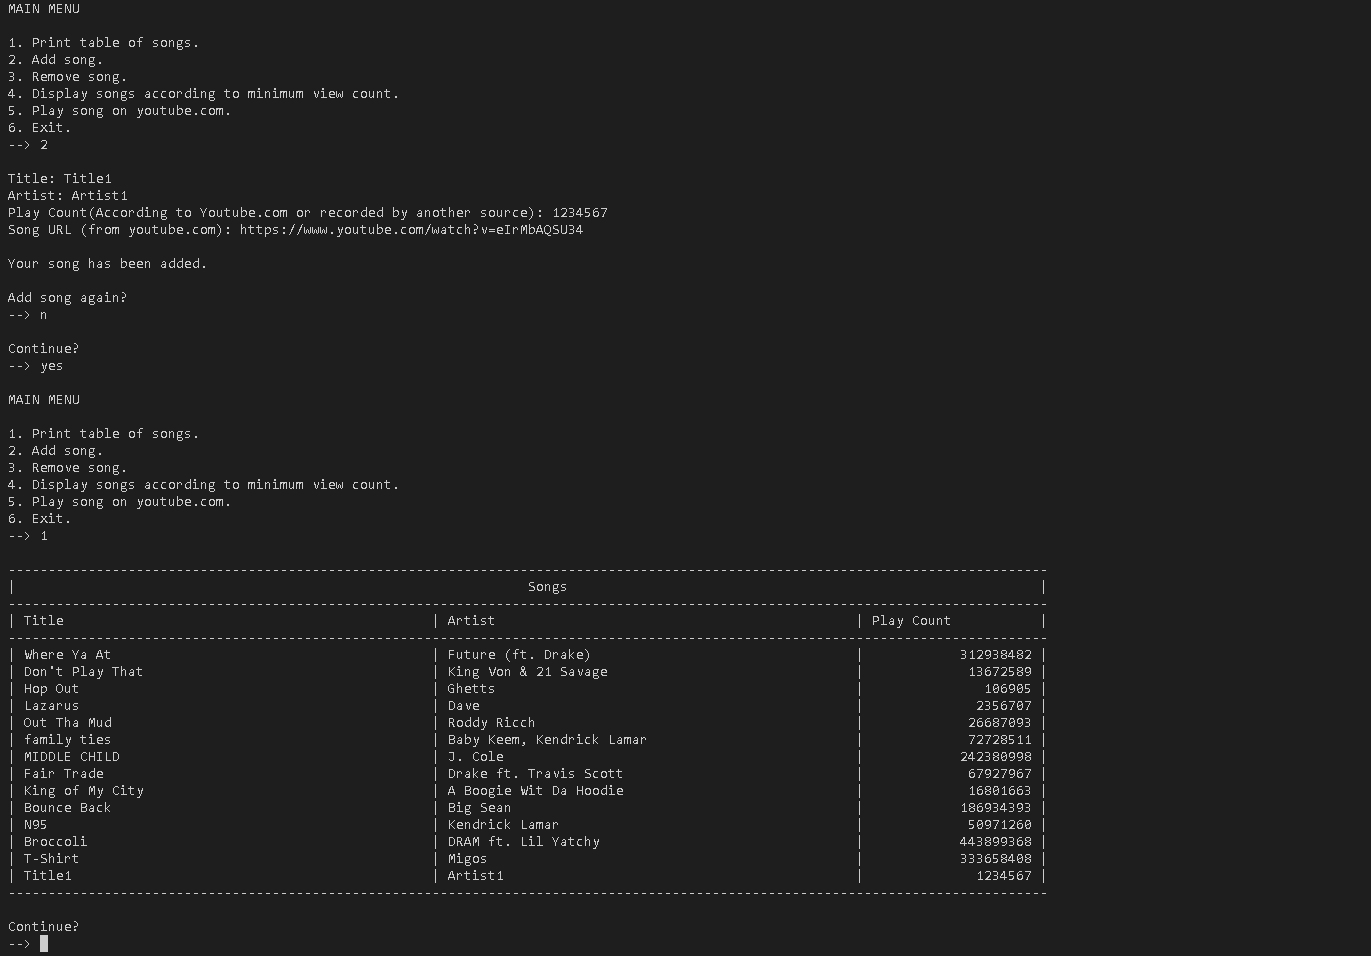 MAIN MENU
1. Print table of songs.
2. Add song.
3. Remove song.
4. Display songs according to minimum view count.
5. Play song on youtube.com.
6. Exit.
--> 2
Title: Title1
Artist: Artist1
Play Count(According to Youtube.com or recorded by another source): 1234567
Song URL (from youtube.com): https://www.youtube.com/watch?v=eIrMbAQSU34
Your song has been added.
Add song again?
--> n
Continue?
--> yes
MAIN MENU
1. Print table of songs.
2. Add song.
3. Remove song.
4. Display songs according to minimum view count.
5. Play song on youtube.com.
6. Exit.
--> 1
| Songs |
| Title | Artist | Play Count |
| Where Ya At | Future (ft. Drake) | 312938482 |
| Don't Play That | King Von & 21 Savage | 13672589 |
| Hop Out | Ghetts | 106905 |
| Lazarus | Dave | 2356707 |
| Out Tha Mud | Roddy Ricch | 26687093 |
| family ties | Baby Keem, Kendrick Lamar | 72728511 |
| MIDDLE CHILD | J. Cole | 242380998 |
| Fair Trade | Drake ft. Travis Scott | 67927967 |
| King of My City | A Boogie Wit Da Hoodie | 16801663 |
| Bounce Back | Big Sean | 186934393 |
| N95 | Kendrick Lamar | 50971260 |
| Broccoli | DRAM ft. Lil Yatchy | 443899368 |
| T-Shirt | Migos | 333658408 |
| Title1 | Artist1 | 1234567 |
Continue?
-->